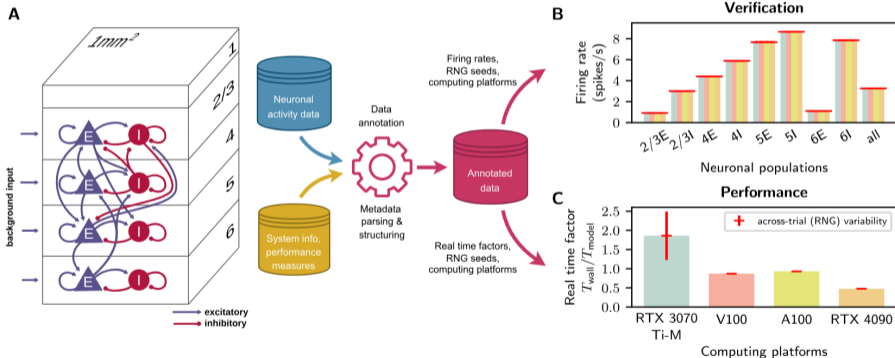 A
1mm²
1
2/3
4
5
6
E
I
E
I
E
I
E
I
background input
excitatory
inhibitory
Neuronal
activity data
System info,
performance
measures
Data
annotation
Metadata
parsing &
structuring
Annotated
data
Firing rates,
RNG seeds,
computing platforms
Real time factors,
RNG seeds,
computing platforms
B
Verification
Firing rate
(spikes/s)
8
6
4
2
0
2/3E
2/3I
4E
4I
5E
5I
6E
6I
all
Neuronal populations
C
Performance
Real time factor
T_wall/T_model
2.5
2.0
1.5
1.0
0.5
0.0
across-trial (RNG) variability
RTX 3070
Ti-M
V100
A100
RTX 4090
Computing platforms